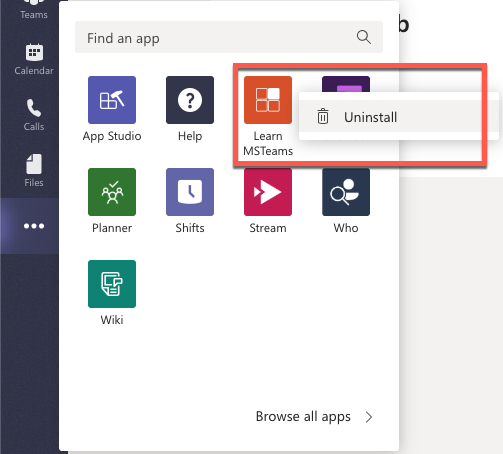 Teams
Calendar
Calls
Files
Find an app
b
App Studio
Help
Learn
MSTeams
Uninstall
Planner
Shifts
Stream
Who
Wiki
Browse all apps